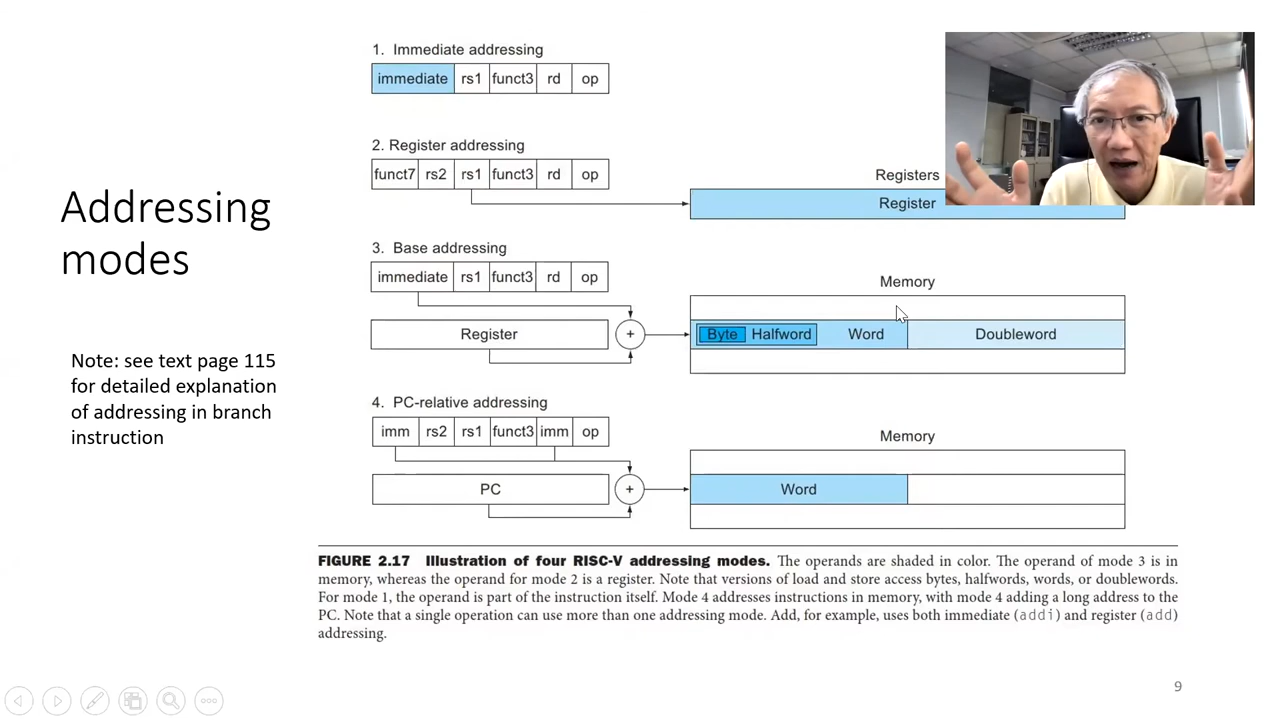 Addressing
modes
Note: see text page 115
for detailed explanation
of addressing in branch
instruction
1. Immediate addressing
immediate rs1 funct3 rd op
2. Register addressing
funct7 rs2 rs1 funct3 rd op
Registers
Register
3. Base addressing
immediate rs1 funct3 rd op
Register
+
Memory
Byte Halfword Word Doubleword
4. PC-relative addressing
imm rs2 rs1 funct3 imm op
PC
+
Memory
Word
FIGURE 2.17 Illustration of four RISC-V addressing modes. The operands are shaded in color. The operand of mode 3 is in
memory, whereas the operand for mode 2 is a register. Note that versions of load and store access bytes, halfwords, words, or doublewords.
For mode 1, the operand is part of the instruction itself. Mode 4 addresses instructions in memory, with mode 4 adding a long address to the
PC. Note that a single operation can use more than one addressing mode. Add, for example, uses both immediate (addi) and register (add)
addressing.
9